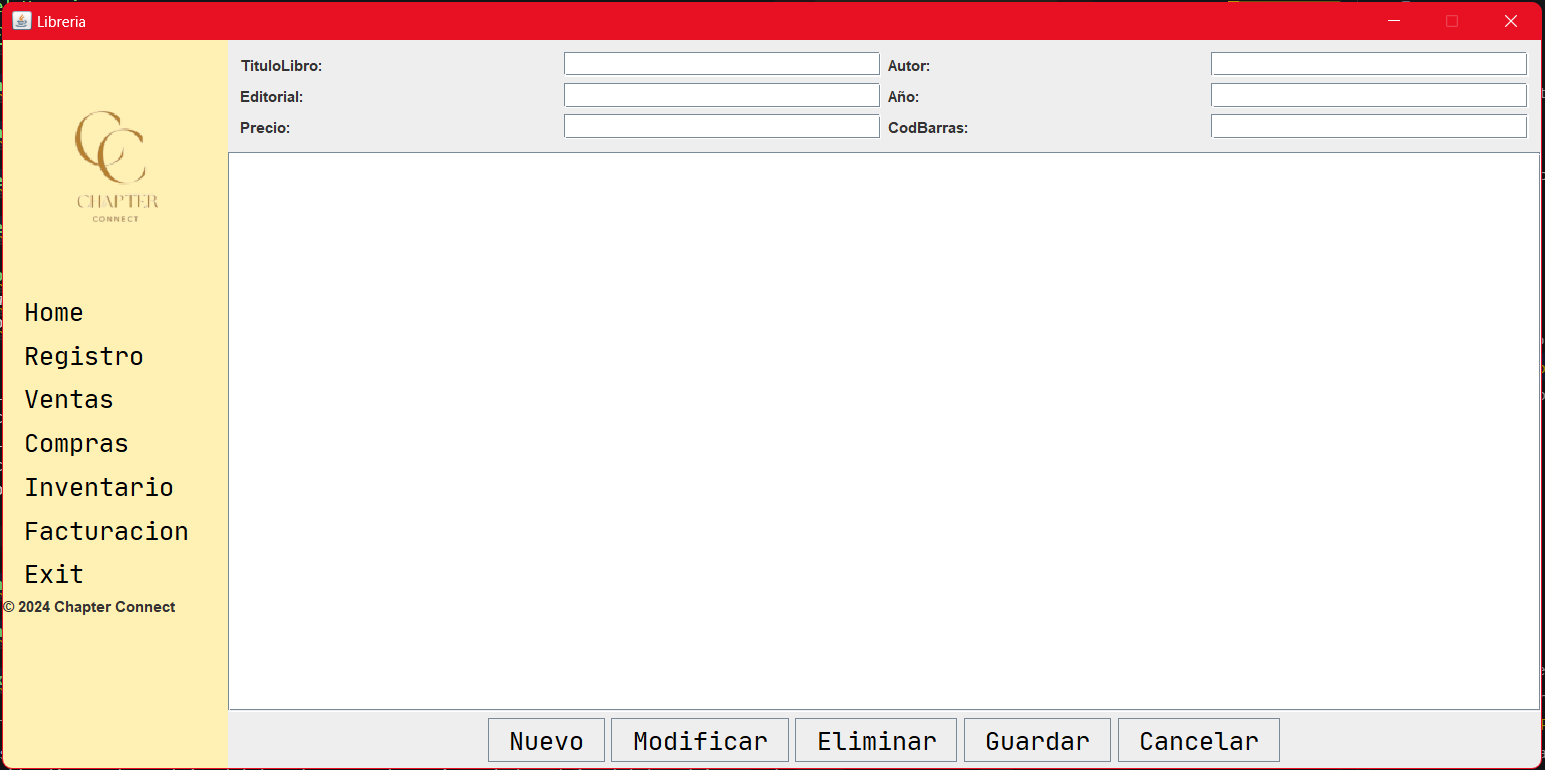 Libreria
CC
CHAPTER
CONNECT
Home
Registro
Ventas
Compras
Inventario
Facturacion
Exit
© 2024 Chapter Connect
TituloLibro: Autor:
Editorial: Año:
Precio: CodBarras:
Nuevo Modificar Eliminar Guardar Cancelar